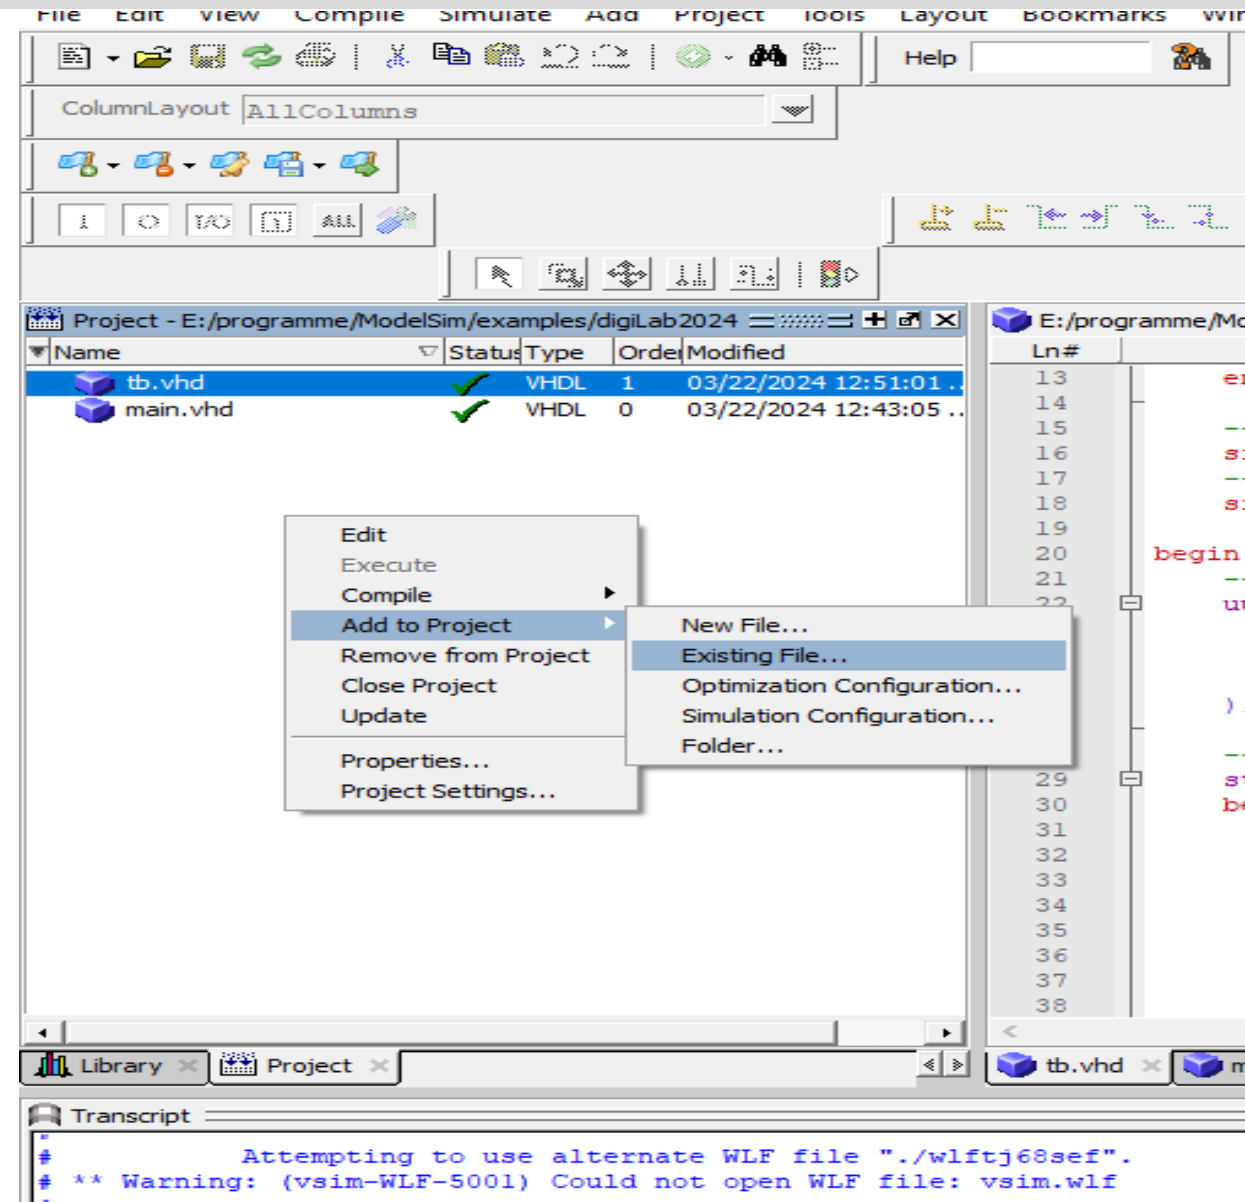 File Edit View Compile Simulate Add Project Tools Layout Bookmarks
Help
ColumnLayout AllColumns
ALL
Project - E:/programme/ModelSim/examples/digiLab2024
Name Status Type Order Modified
tb.vhd VHDL 1 03/22/2024 12:51:01 ..
main.vhd VHDL 0 03/22/2024 12:43:05 ..
Edit
Execute
Compile
Add to Project
Remove from Project
Close Project
Update
Properties...
Project Settings...
New File...
Existing File...
Optimization Configuration...
Simulation Configuration...
Folder...
E:/programme/Mo
Ln#
13
14
15 --
16
17 --
18
19
20 begin
21 --
22
)
29
30
31
32
33
34
35
36
37
38
Library Project
tb.vhd
Transcript
# Attempting to use alternate WLF file "./wlftj68sef".
# ** Warning: (vsim-WLF-5001) Could not open WLF file: vsim.wlf